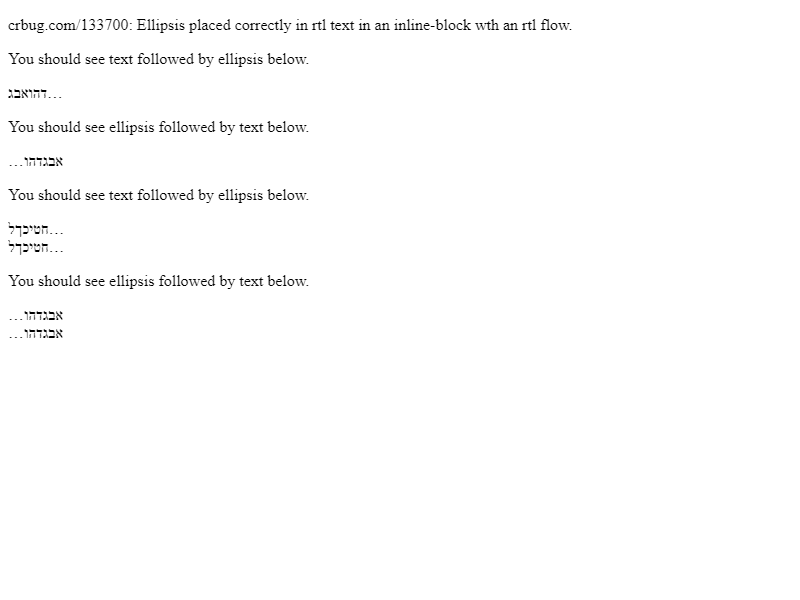 crbug.com/133700: Ellipsis placed correctly in rtl text in an inline-block wth an rtl flow.
You should see text followed by ellipsis below.
…דהואבג
You should see ellipsis followed by text below.
אבגדהו…
You should see text followed by ellipsis below.
…חטיכךל
…חטיכךל
You should see ellipsis followed by text below.
אבגדהו…
אבגדהו…